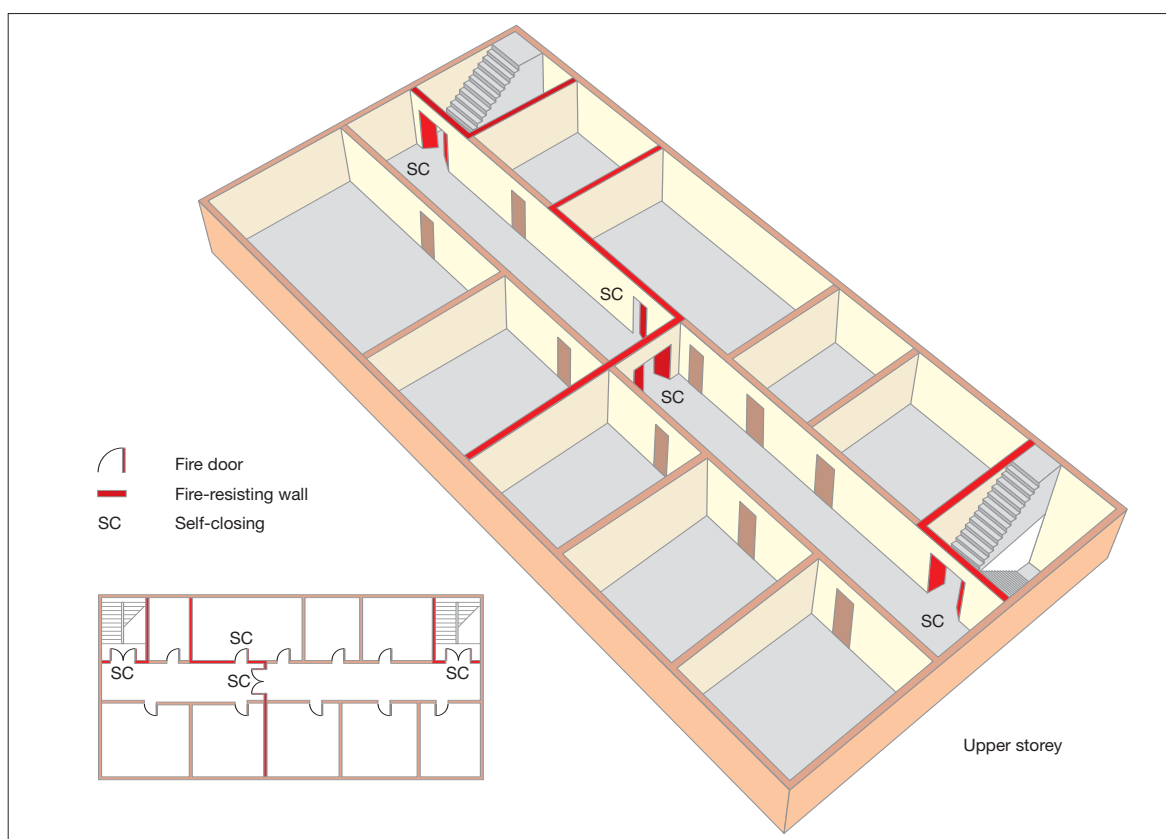 SC
SC
SC
Fire door
Fire-resisting wall
SC Self-closing
SC
SC
SC
SC
SC
Upper storey